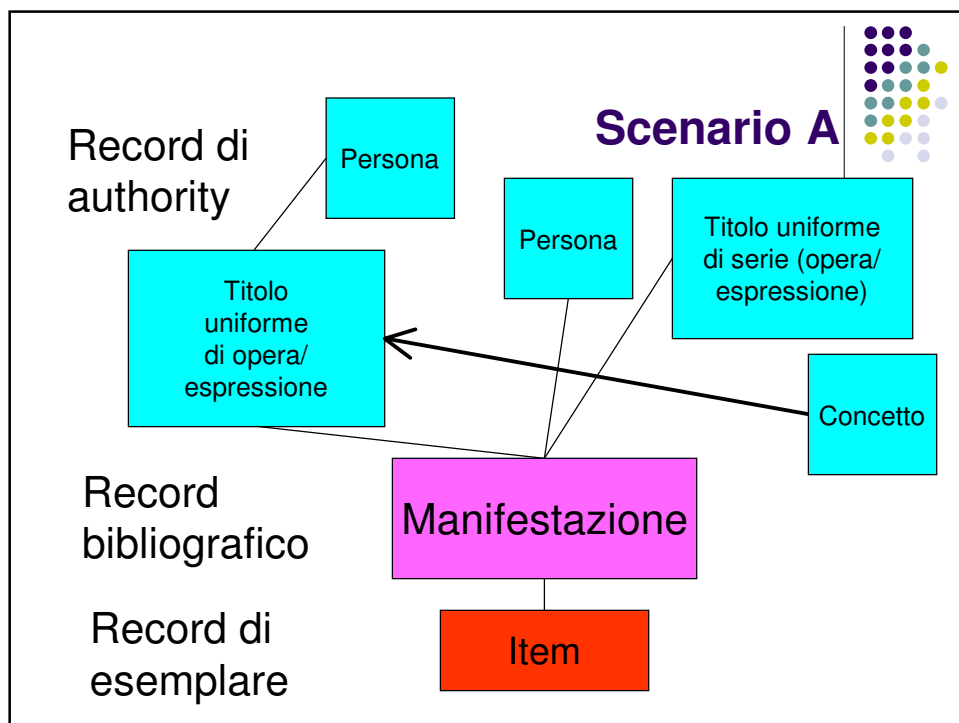 Scenario A
Record di
authority
Persona
Persona
Titolo uniforme
di serie (opera/
espressione)
Titolo
uniforme
di opera/
espressione
Concetto
Record
bibliografico
Manifestazione
Record di
esemplare
Item